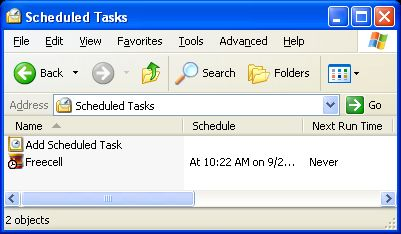 Scheduled Tasks
File Edit View Favorites Tools Advanced Help
Back Search Folders
Address Scheduled Tasks Go
Name Schedule Next Run Time
Add Scheduled Task
Freecell At 10:22 AM on 9/2... Never
2 objects